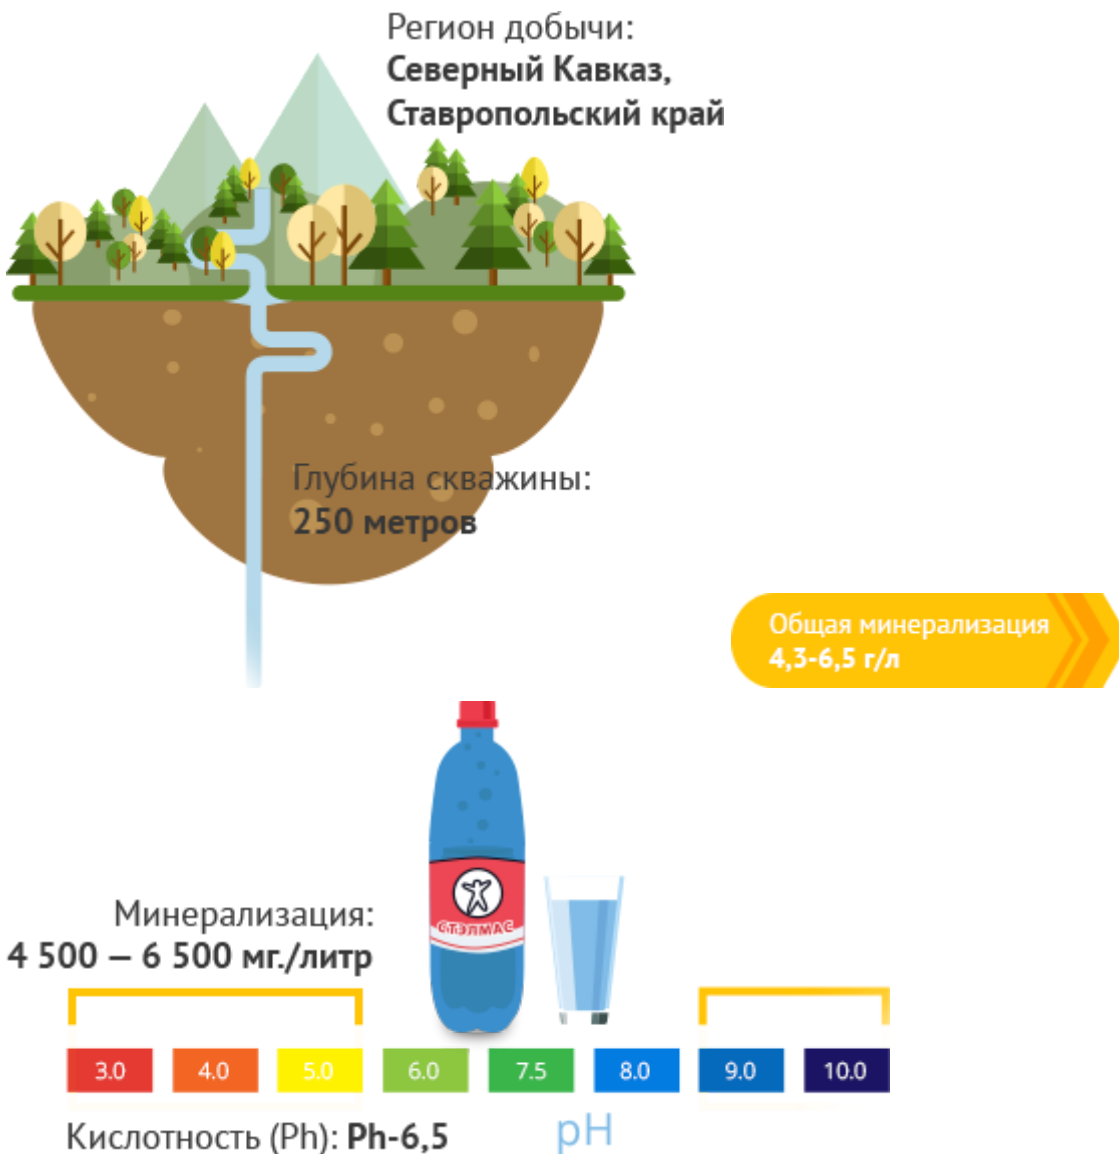 Регион добычи:
Северный Кавказ,
Ставропольский край
Глубина скважины:
250 метров
Общая минерализация
4,3-6,5 г/л
СТЭЛМАС
Минерализация:
4 500 — 6 500 мг./литр
3.0 4.0 5.0 6.0 7.5 8.0 9.0 10.0
Кислотность (Ph): Ph-6,5
pH